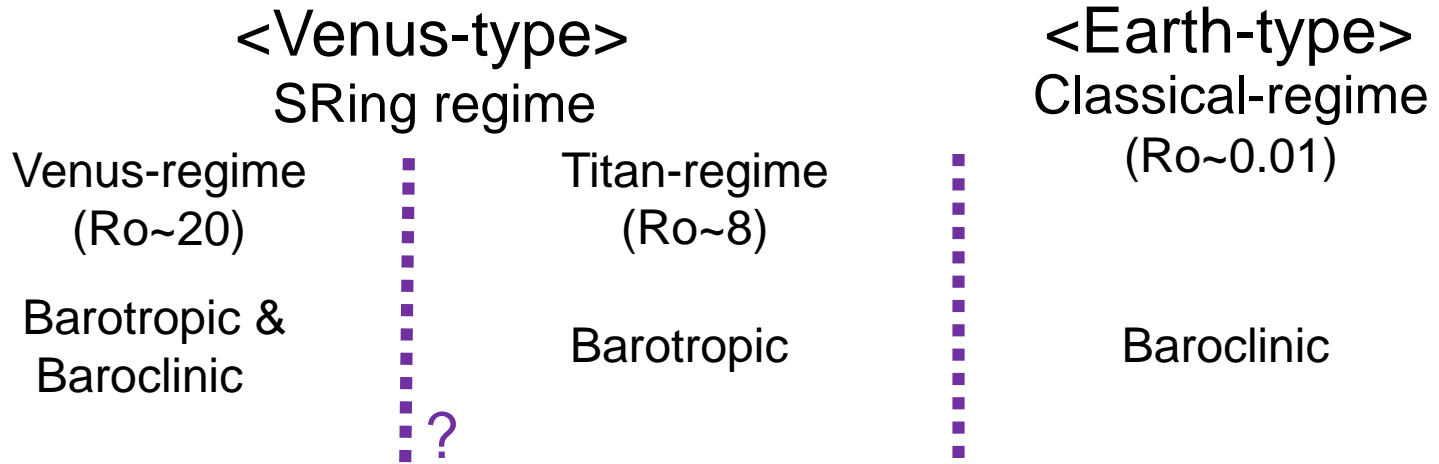 <Venus-type>
SRing regime
Venus-regime
(Ro~20)
Barotropic &
Baroclinic
?
Titan-regime
(Ro~8)
Barotropic
<Earth-type>
Classical-regime
(Ro~0.01)
Baroclinic